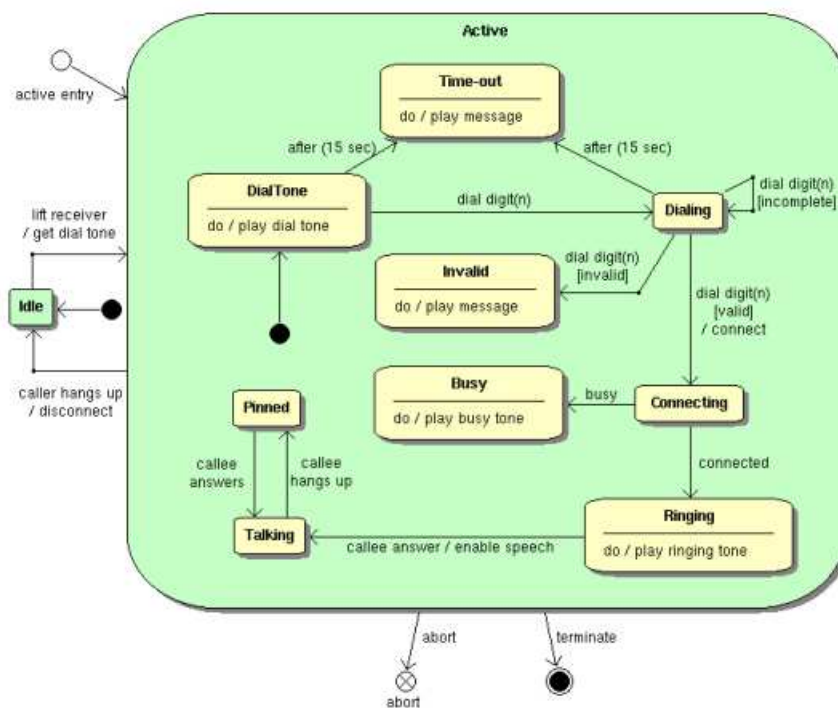 Active
active entry
Time-out
do / play message
after (15 sec)
after (15 sec)
DialTone
do / play dial tone
dial digit(n)
Dialing
dial digit(n)
[incomplete]
lift receiver
/ get dial tone
Idle
caller hangs up
/ disconnect
dial digit(n)
[invalid]
Invalid
do / play message
dial digit(n)
[valid]
/ connect
Busy
do / play busy tone
busy
Connecting
Pinned
callee
answers
callee
hangs up
connected
Talking
callee answer / enable speech
Ringing
do / play ringing tone
abort
terminate
abort